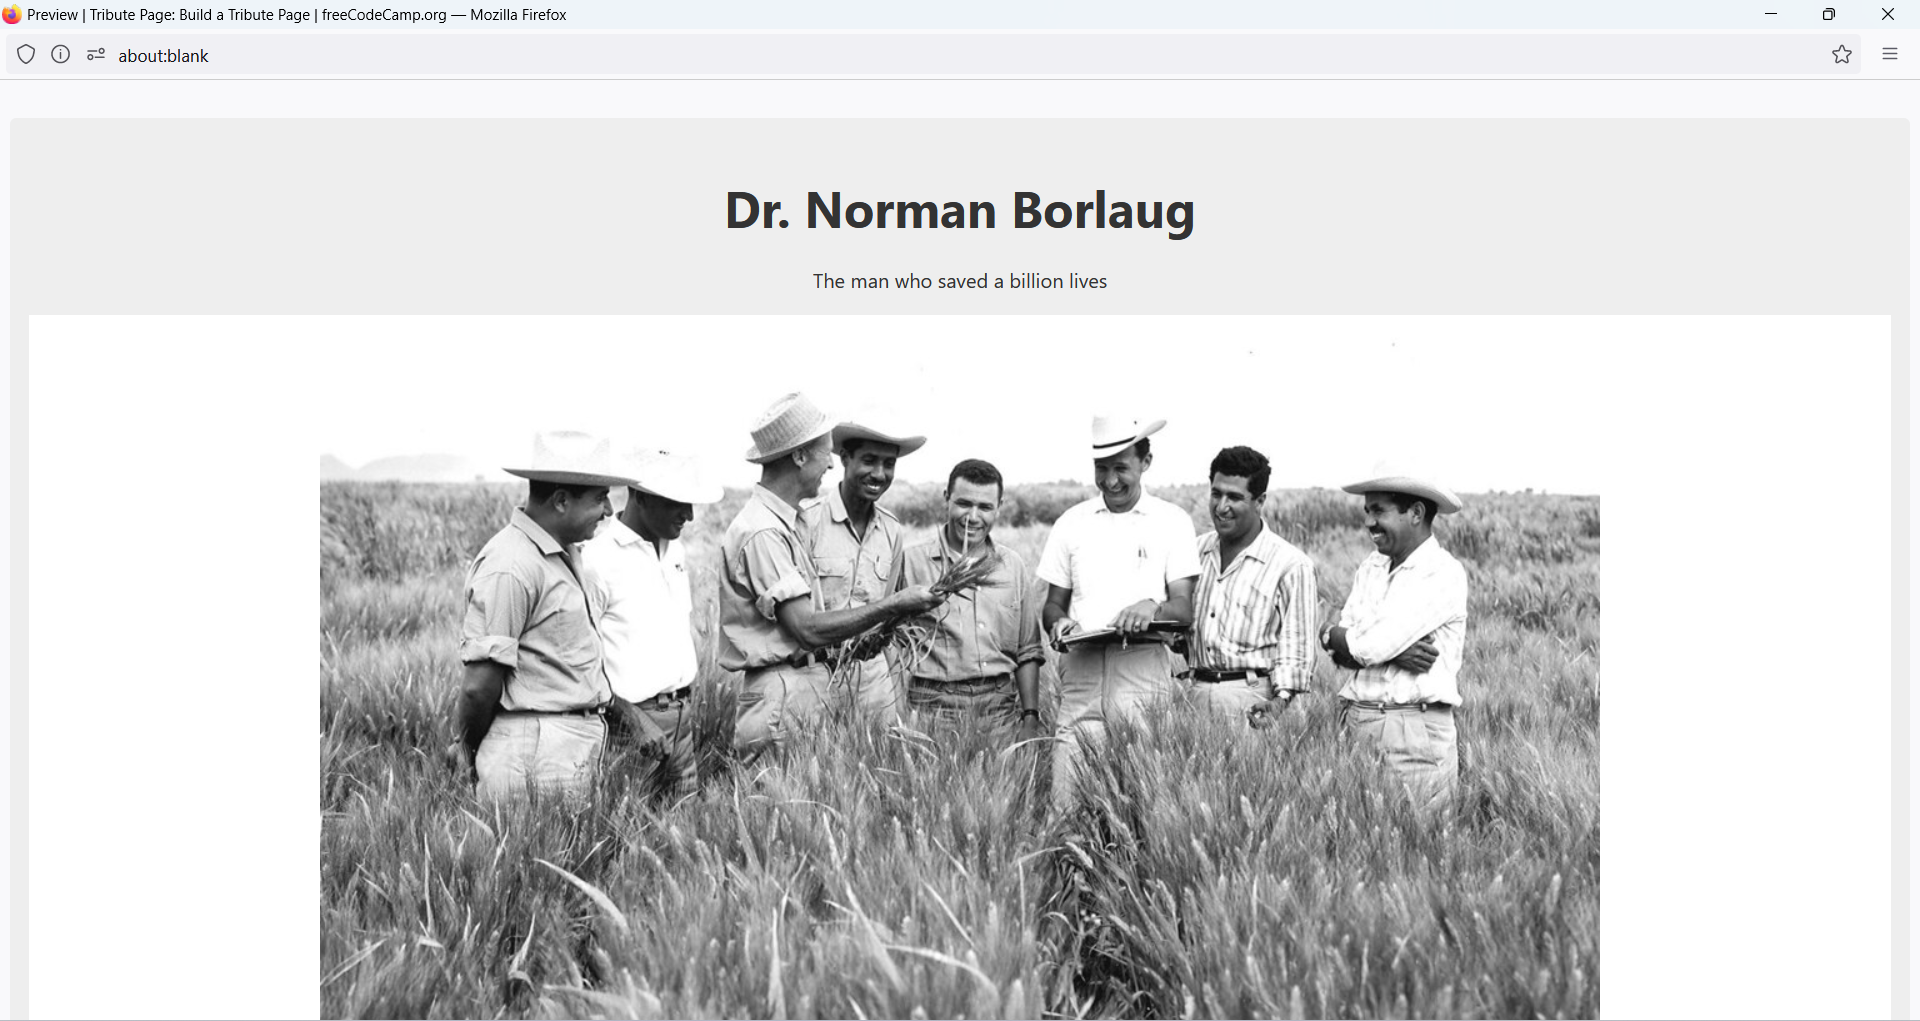 Preview | Tribute Page: Build a Tribute Page | freeCodeCamp.org — Mozilla Firefox
about:blank
Dr. Norman Borlaug
The man who saved a billion lives